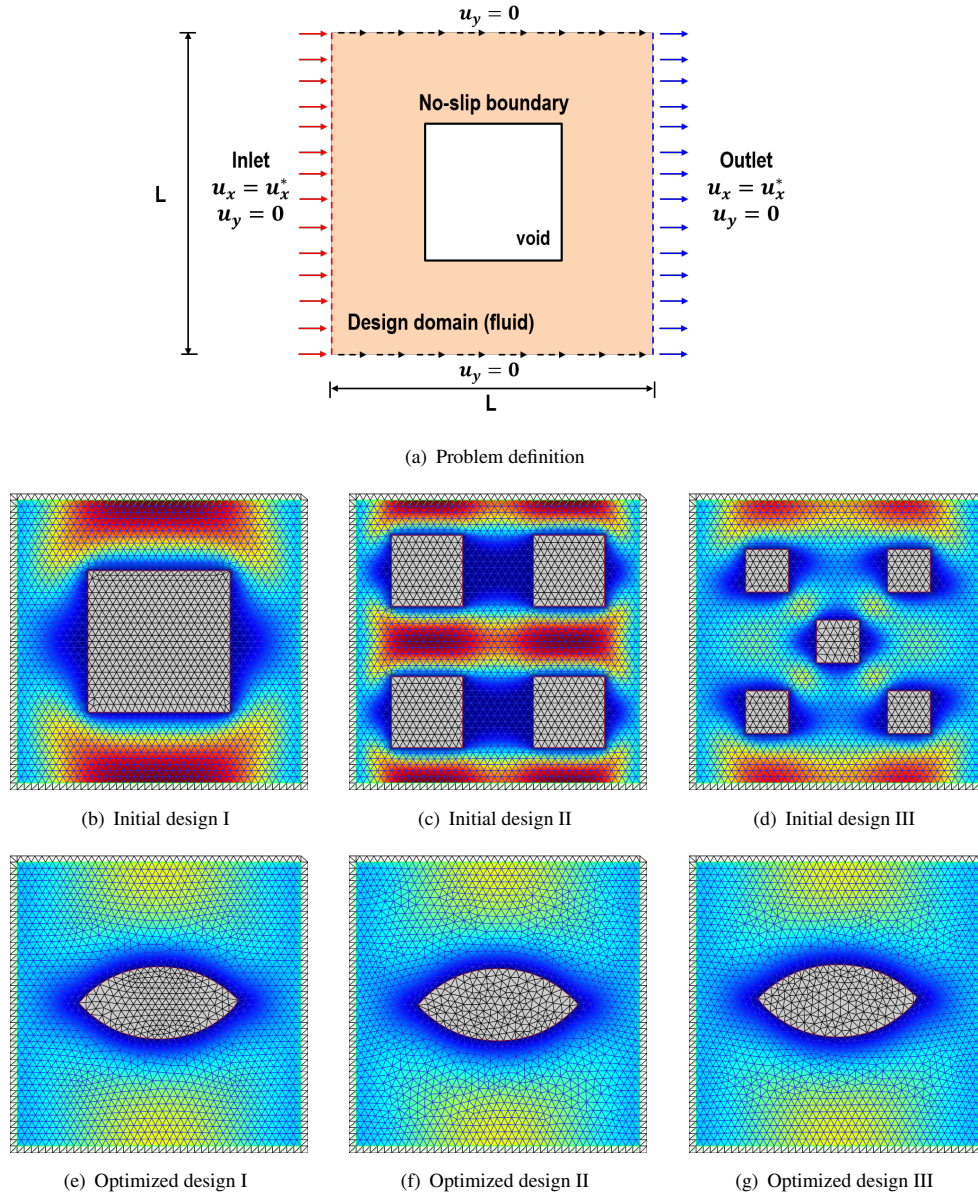 u_y = 0
No-slip boundary
Inlet
u_x = u_x^*
u_y = 0
L
Outlet
u_x = u_x^*
u_y = 0
void
Design domain (fluid)
u_y = 0
L
(a) Problem definition
(b) Initial design I
(c) Initial design II
(d) Initial design III
(e) Optimized design I
(f) Optimized design II
(g) Optimized design III